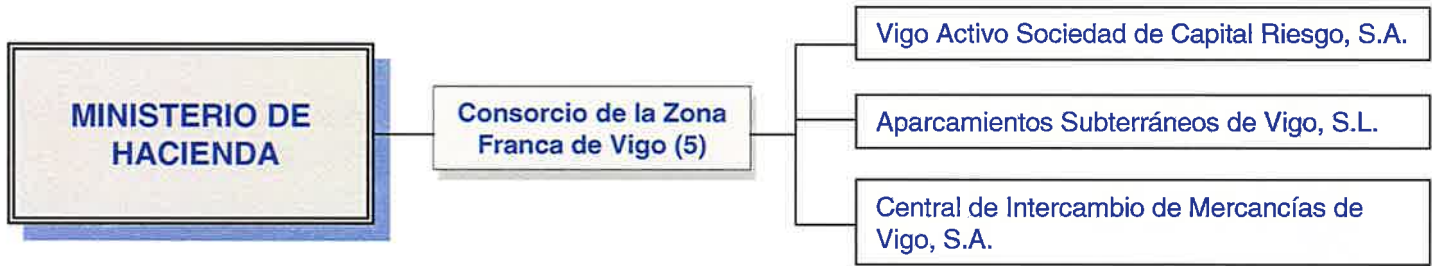 MINISTERIO DE
HACIENDA
Consorcio de la Zona
Franca de Vigo (5)
Vigo Activo Sociedad de Capital Riesgo, S.A.
Aparcamientos Subterráneos de Vigo, S.L.
Central de Intercambio de Mercancías de
Vigo, S.A.